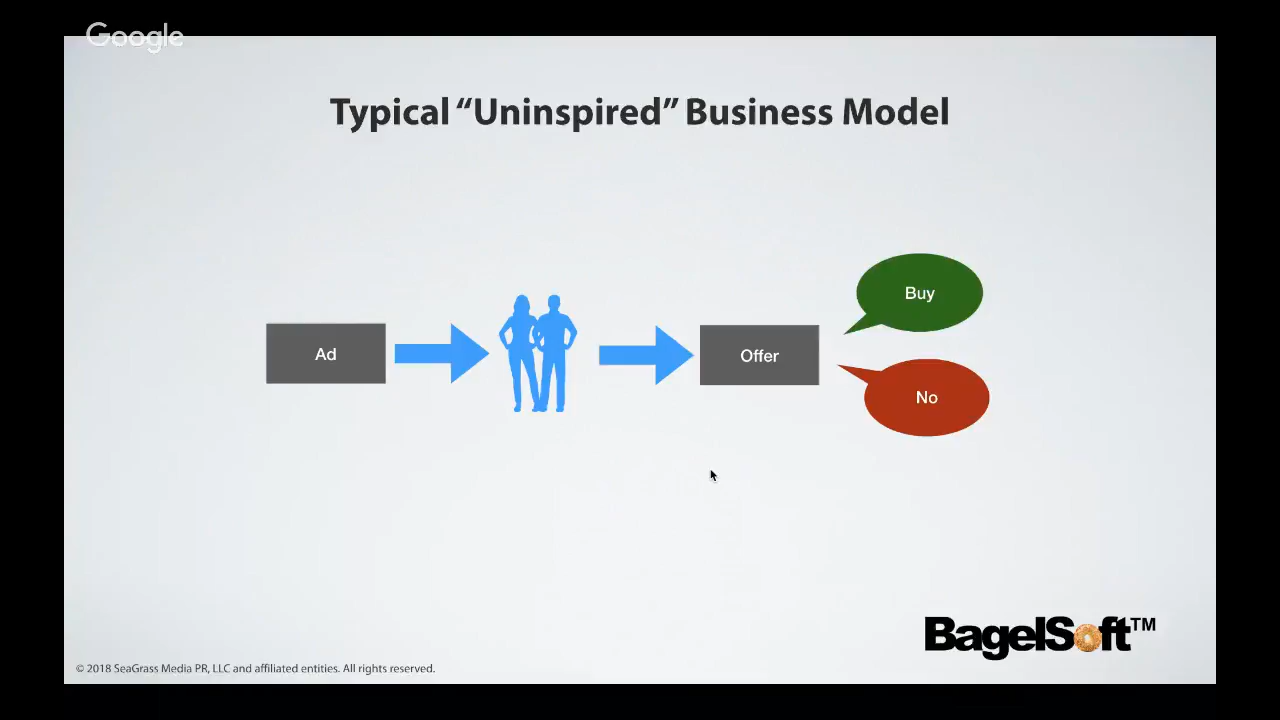 Google
Typical “Uninspired” Business Model
Buy
Ad
Offer
No
BagelSoft™
© 2018 SeaGrass Media PR, LLC and affiliated entities. All rights reserved.